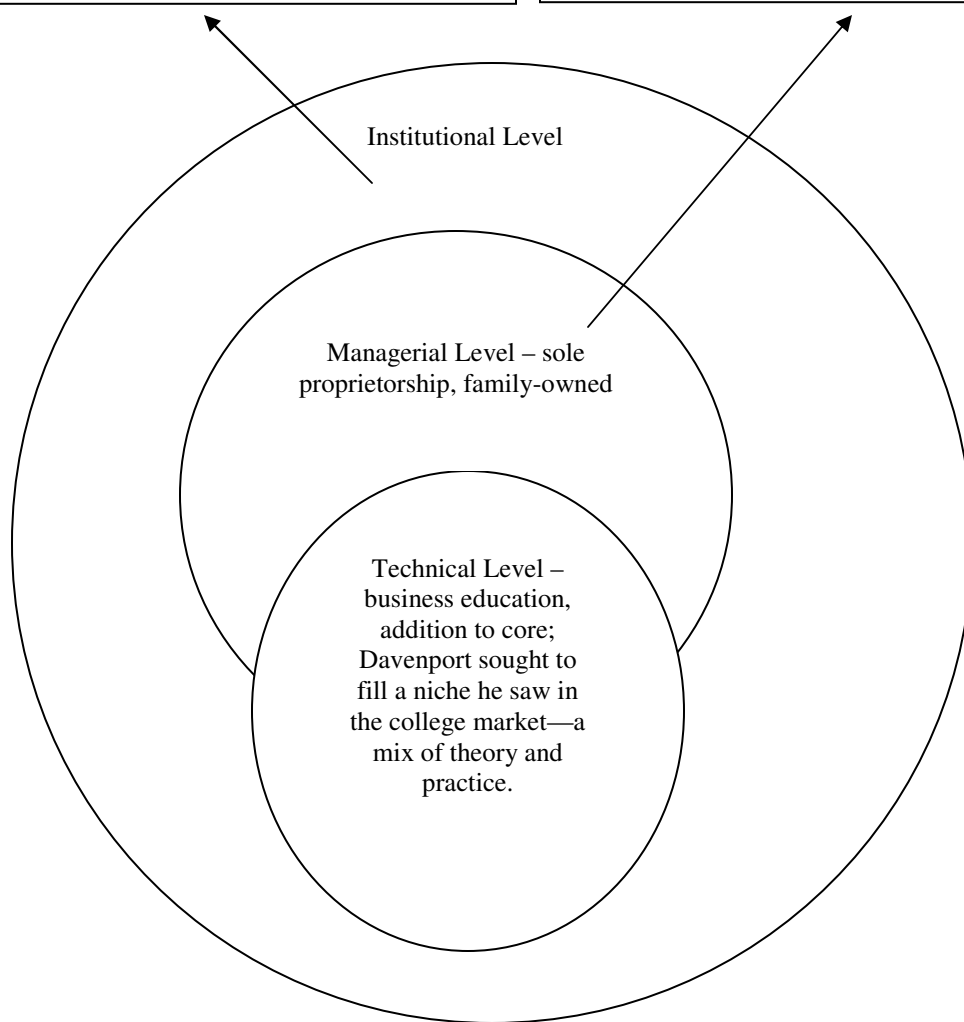 Institutional Level
Managerial Level – sole
proprietorship, family-owned
Technical Level –
business education,
addition to core;
Davenport sought to
fill a niche he saw in
the college market—a
mix of theory and
practice.